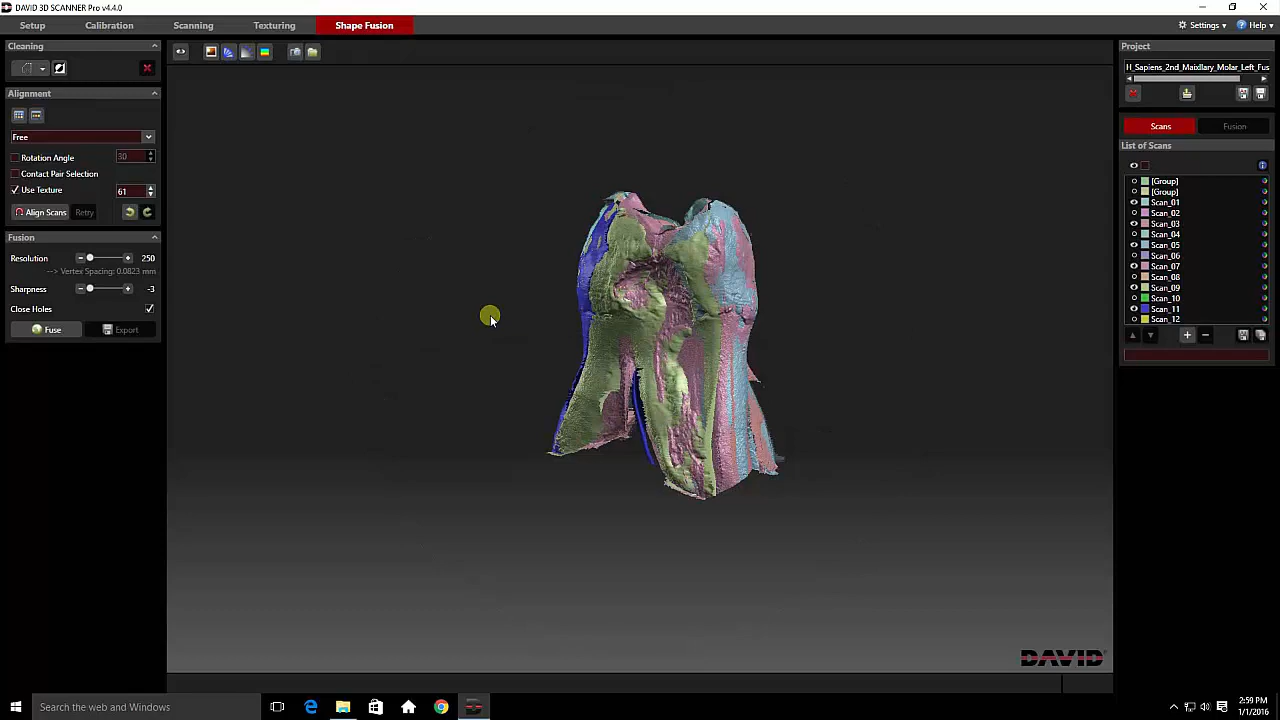 DAVID 3D SCANNER Pro v4.4.0
Setup
Calibration
Scanning
Texturing
Shape Fusion
Settings
Help
Cleaning
Alignment
Free
Rotation Angle
30
Contact Pair Selection
Use Texture
61
Align Scans
Retry
Fusion
Resolution
250
--> Vertex Spacing: 0.0823 mm
Sharpness
-3
Close Holes
Fuse
Export
DAVID
Project
H_Sapiens_2nd_Maixllary_Molar_Left_Fus
Scans
Fusion
List of Scans
[Group]
[Group]
Scan_01
Scan_02
Scan_03
Scan_04
Scan_05
Scan_06
Scan_07
Scan_08
Scan_09
Scan_10
Scan_11
Scan_12
Search the web and Windows
2:59 PM
1/1/2016